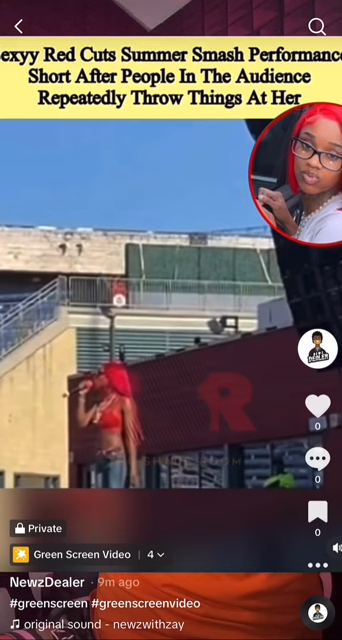 exyy Red Cuts Summer Smash Performance
Short After People In The Audience
Repeatedly Throw Things At Her
R
DEALER
0
0
0
Private
Green Screen Video | 4
NewzDealer · 9m ago
#greenscreen #greenscreenvideo
original sound - newzwithzay